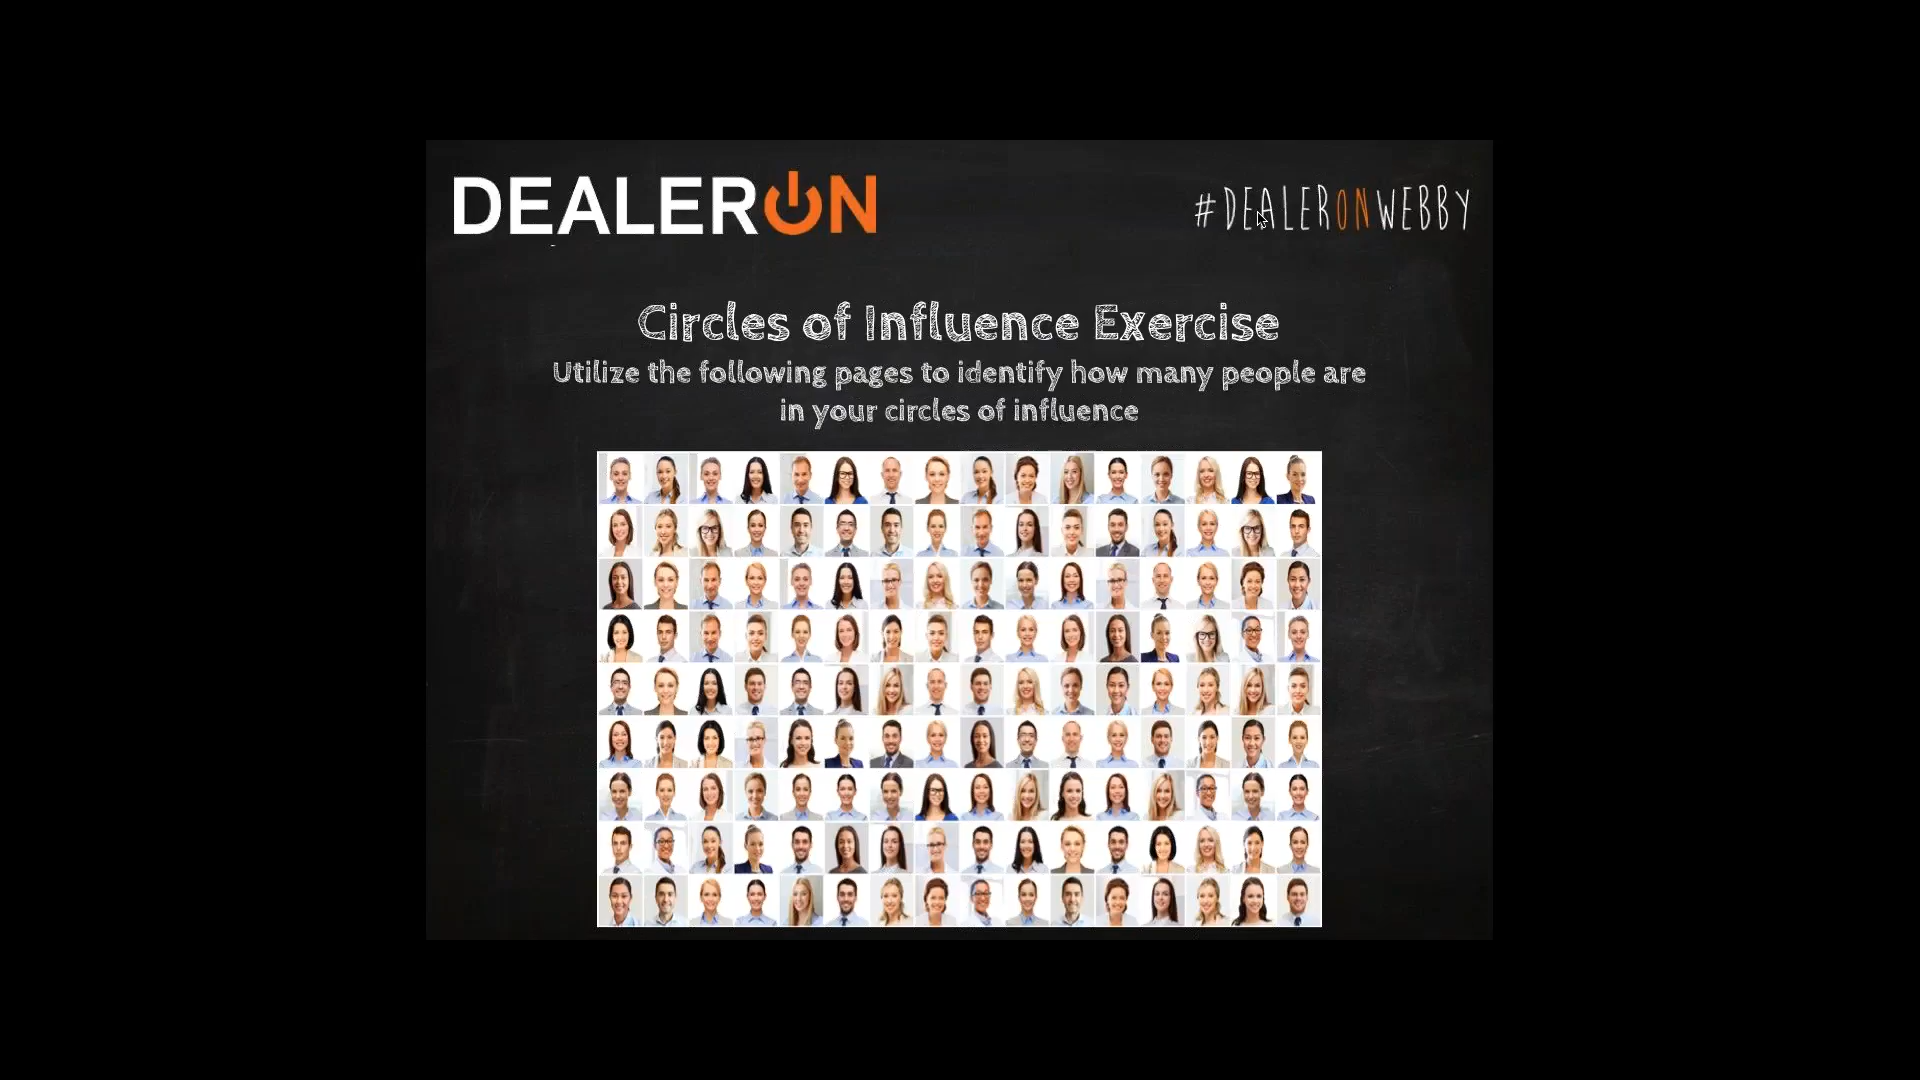 DEALERON
#DEALERONWEBBY
Circles of Influence Exercise
Utilize the following pages to identify how many people are
in your circles of influence